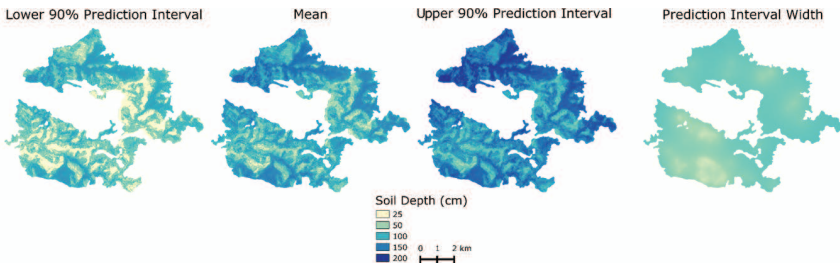 Lower 90% Prediction Interval
Mean
Upper 90% Prediction Interval
Prediction Interval Width
Soil Depth (cm)
25
50
100
150
200
0 1 2 km